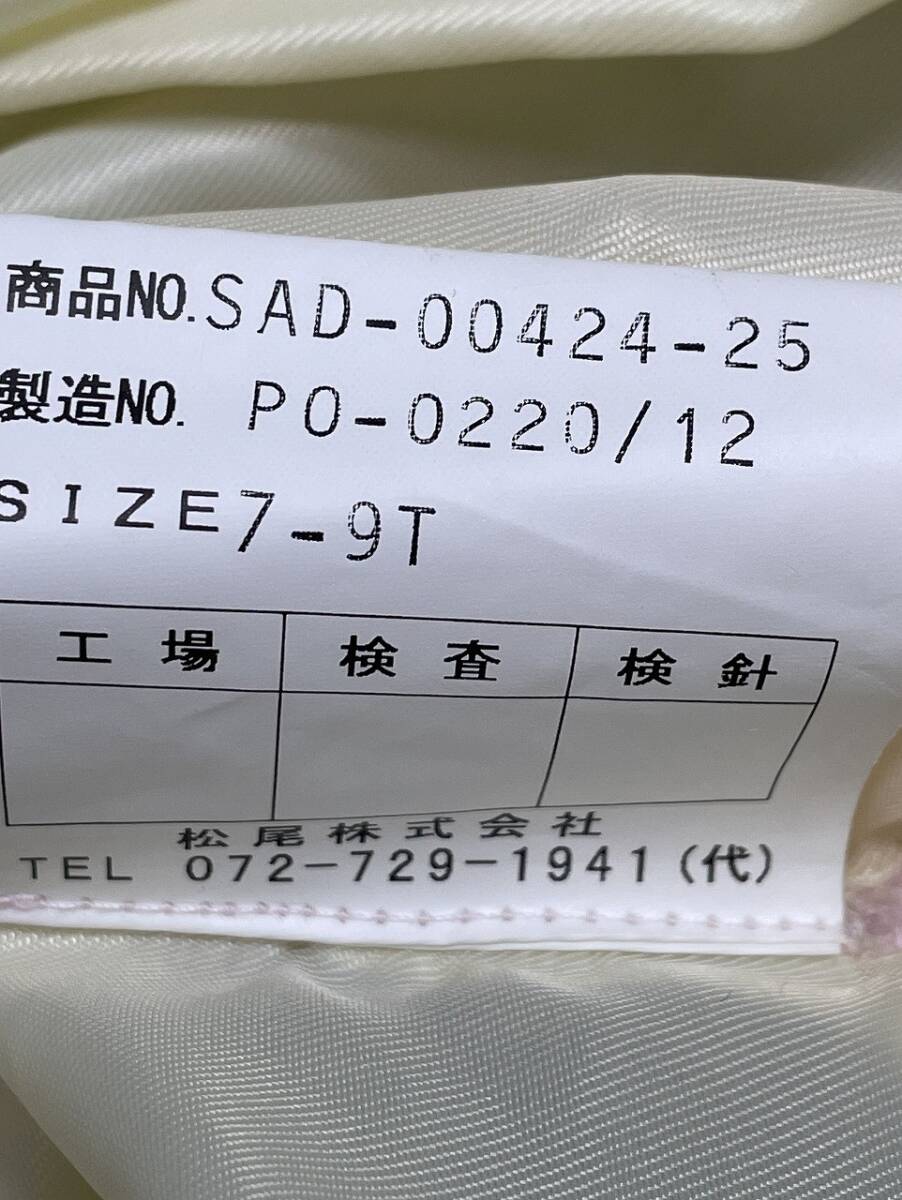 商品NO.SAD-00424-25
製造NO. PO-0220/12
SIZE7-9T
工場 検査 検針
松尾株式会社
TEL 072-729-1941(代)